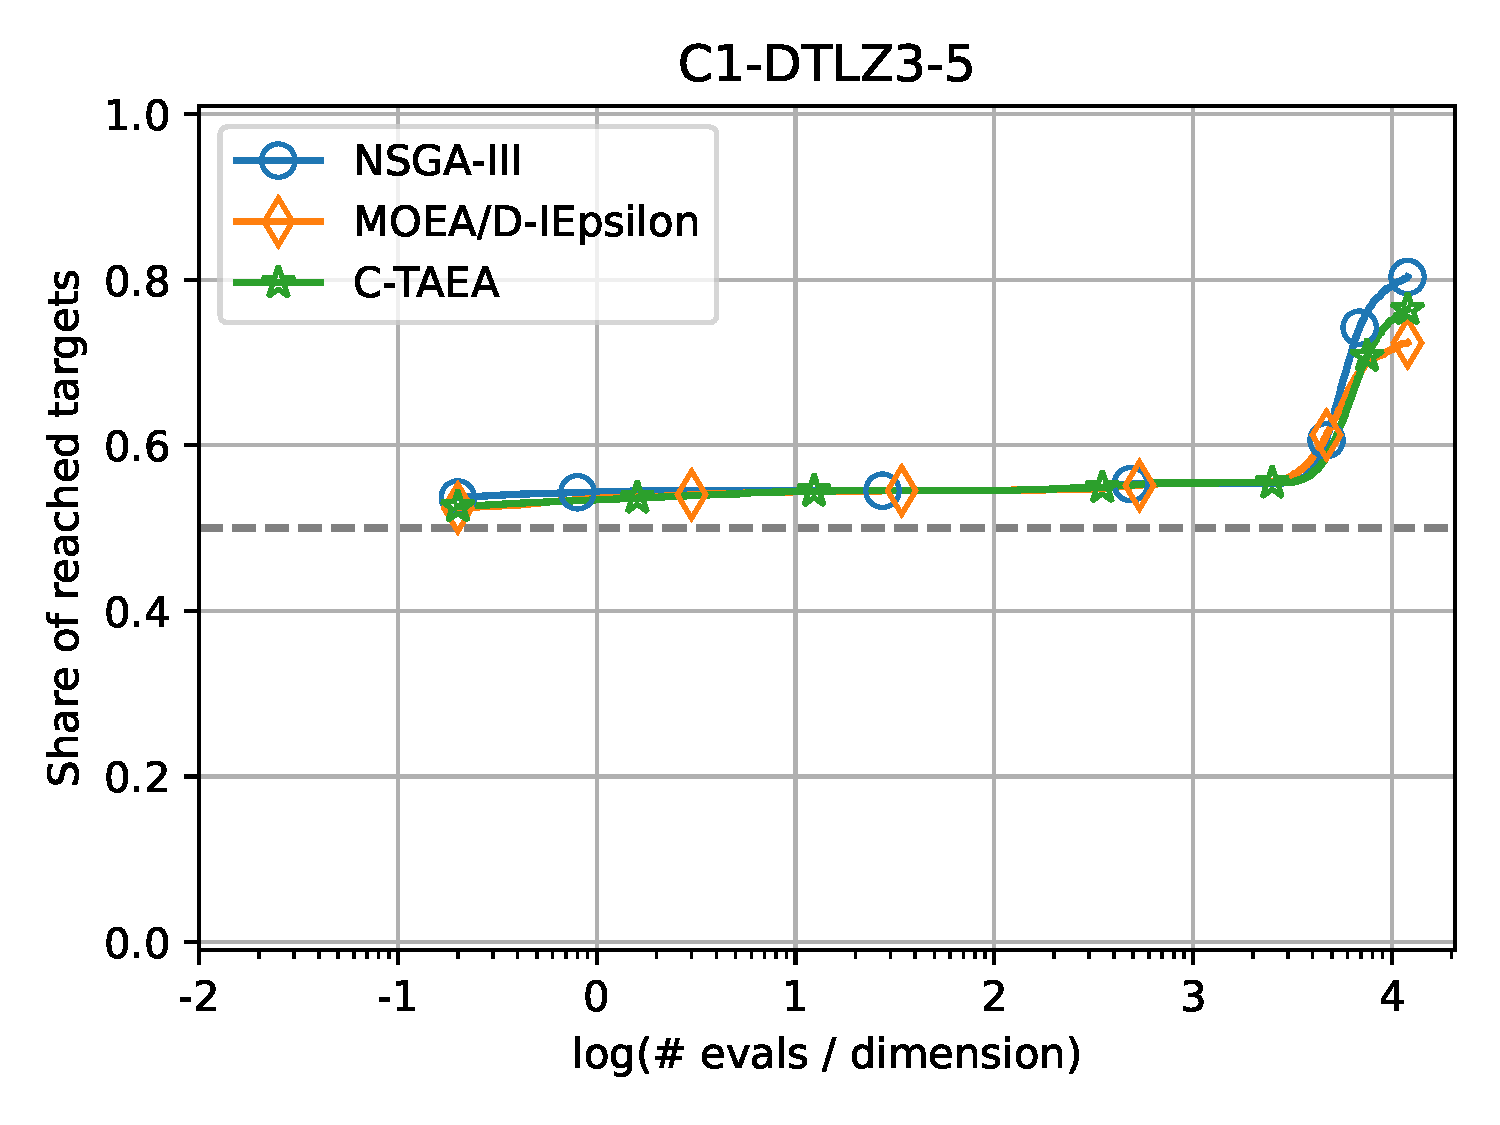 C1-DTLZ3-5
NSGA-III
MOEA/D-IEpsilon
C-TAEA
Share of reached targets
1.0
0.8
0.6
0.4
0.2
0.0
-2 -1 0 1 2 3 4
log(# evals / dimension)